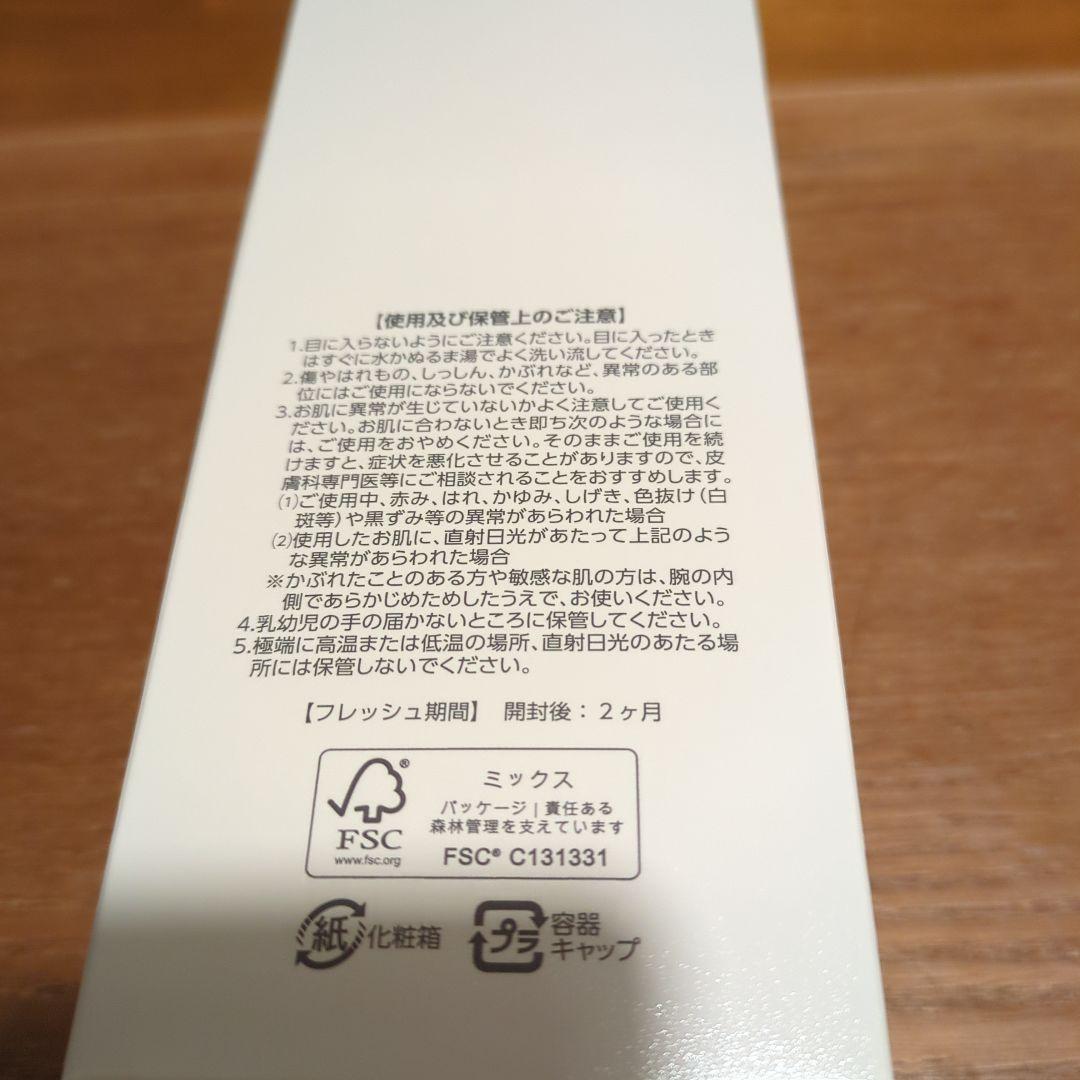 【使用及び保管上のご注意】
1.目に入らないようにご注意ください。目に入ったとき
はすぐに水かぬるま湯でよく洗い流してください。
2.傷やはれもの、しっしん、かぶれなど、異常のある部
位にはご使用にならないでください。
3.お肌に異常が生じていないかよく注意してご使用く
ださい。お肌に合わないとき即ち次のような場合に
は、ご使用をおやめください。そのままご使用を続
けますと、症状を悪化させることがありますので、皮
膚科専門医等にご相談されることをおすすめします。
(1)ご使用中、赤み、はれ、かゆみ、しげき、色抜け(白
斑等)や黒ずみ等の異常があらわれた場合
(2)使用したお肌に、直射日光があたって上記のよう
な異常があらわれた場合
※かぶれたことのある方や敏感な肌の方は、腕の内
側であらかじめためしたうえで、お使いください。
4.乳幼児の手の届かないところに保管してください。
5.極端に高温または低温の場所、直射日光のあたる場
所には保管しないでください。
【フレッシュ期間】 開封後：2ヶ月
®
FSC
www.fsc.org
ミックス
パッケージ|責任ある
森林管理を支えています
FSC® C131331
紙 化粧箱
プラ 容器
キャップ